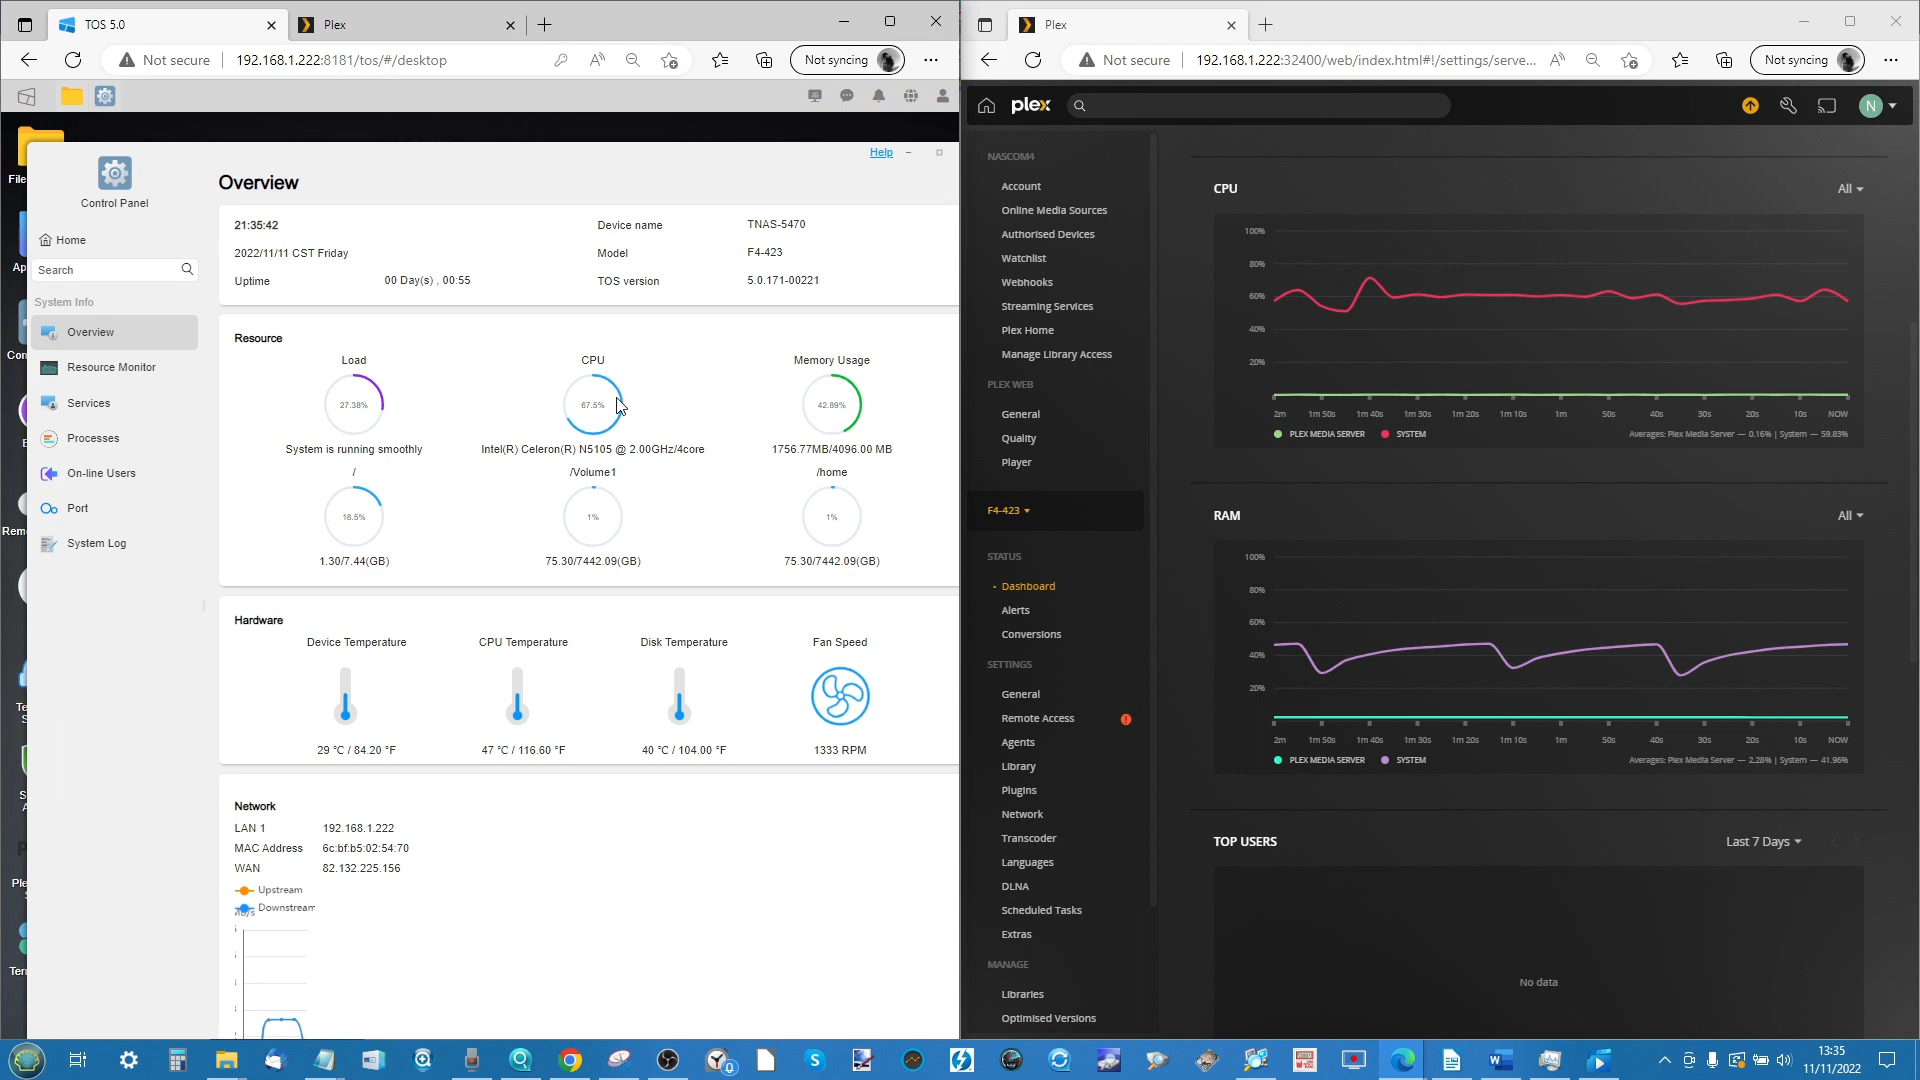 TOS 5.0
Plex
Not secure
192.168.1.222:8181/tos/#/desktop
Not syncing
Help
File
Control Panel
Home
Search
System Info
Overview
Resource Monitor
Services
Processes
On-line Users
Port
System Log
Overview
21:35:42
Device name
TNAS-5470
2022/11/11 CST Friday
Model
F4-423
Uptime
00 Day(s) , 00:55
TOS version
5.0.171-00221
Resource
Load
CPU
Memory Usage
27.38%
67.5%
42.89%
System is running smoothly
Intel(R) Celeron(R) N5105 @ 2.00GHz/4core
1756.77MB/4096.00 MB
/
/Volume1
/home
18.5%
1%
1%
1.30/7.44(GB)
75.30/7442.09(GB)
75.30/7442.09(GB)
Hardware
Device Temperature
CPU Temperature
Disk Temperature
Fan Speed
29 °C / 84.20 °F
47 °C / 116.60 °F
40 °C / 104.00 °F
1333 RPM
Network
LAN 1
192.168.1.222
MAC Address
6c:bf:b5:02:54:70
WAN
82.132.225.156
Upstream
Downstream
Plex
Not secure
192.168.1.222:32400/web/index.html#!/settings/serve...
Not syncing
plex
N
NASCOM4
Account
Online Media Sources
Authorised Devices
Watchlist
Webhooks
Streaming Services
Plex Home
Manage Library Access
PLEX WEB
General
Quality
Player
F4-423
STATUS
Dashboard
Alerts
Conversions
SETTINGS
General
Remote Access
Agents
Library
Plugins
Network
Transcoder
Languages
DLNA
Scheduled Tasks
Extras
MANAGE
Libraries
Optimised Versions
CPU
All
100%
80%
60%
40%
20%
2m 1m 50s 1m 40s 1m 30s 1m 20s 1m 10s 1m 50s 40s 30s 20s 10s NOW
PLEX MEDIA SERVER
SYSTEM
Averages: Plex Media Server — 0.16% | System — 59.83%
RAM
All
100%
80%
60%
40%
20%
2m 1m 50s 1m 40s 1m 30s 1m 20s 1m 10s 1m 50s 40s 30s 20s 10s NOW
PLEX MEDIA SERVER
SYSTEM
Averages: Plex Media Server — 2.28% | System — 41.96%
TOP USERS
Last 7 Days
No data
13:35
11/11/2022